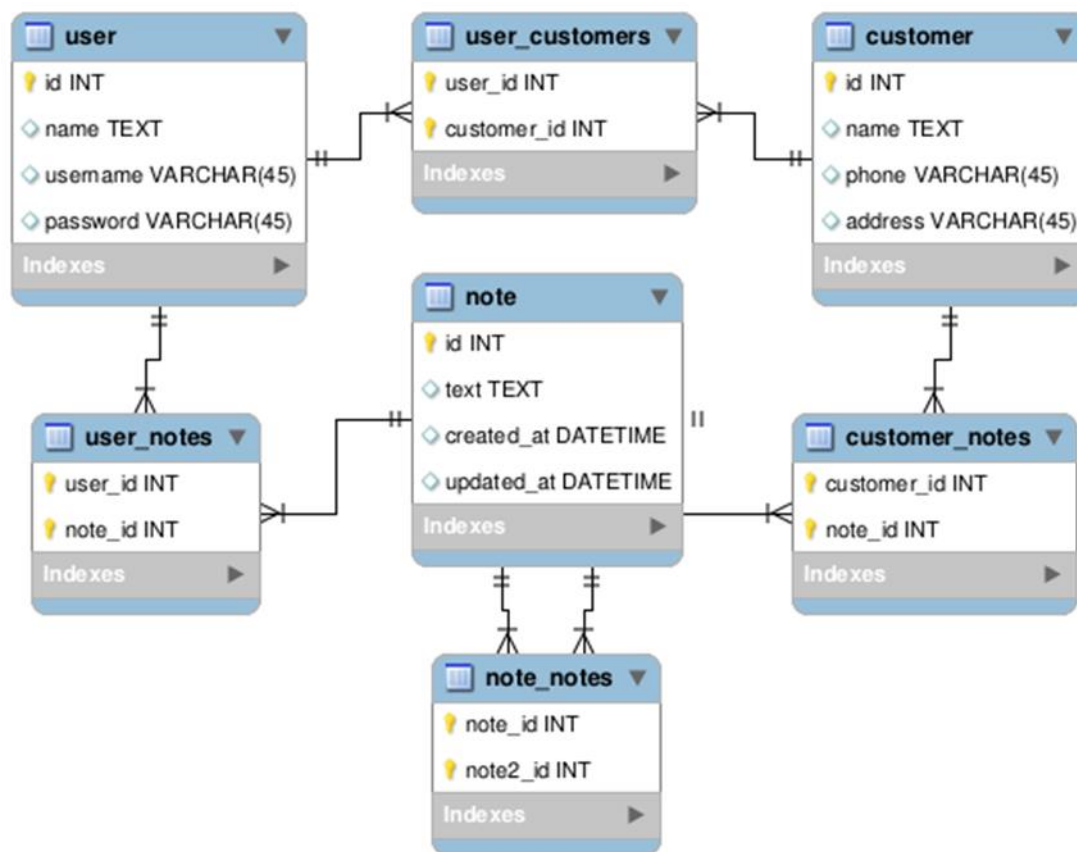 user
id INT
name TEXT
username VARCHAR(45)
password VARCHAR(45)
Indexes
user_customers
user_id INT
customer_id INT
Indexes
customer
id INT
name TEXT
phone VARCHAR(45)
address VARCHAR(45)
Indexes
note
id INT
text TEXT
created_at DATETIME
updated_at DATETIME
Indexes
user_notes
user_id INT
note_id INT
Indexes
customer_notes
customer_id INT
note_id INT
Indexes
note_notes
note_id INT
note2_id INT
Indexes